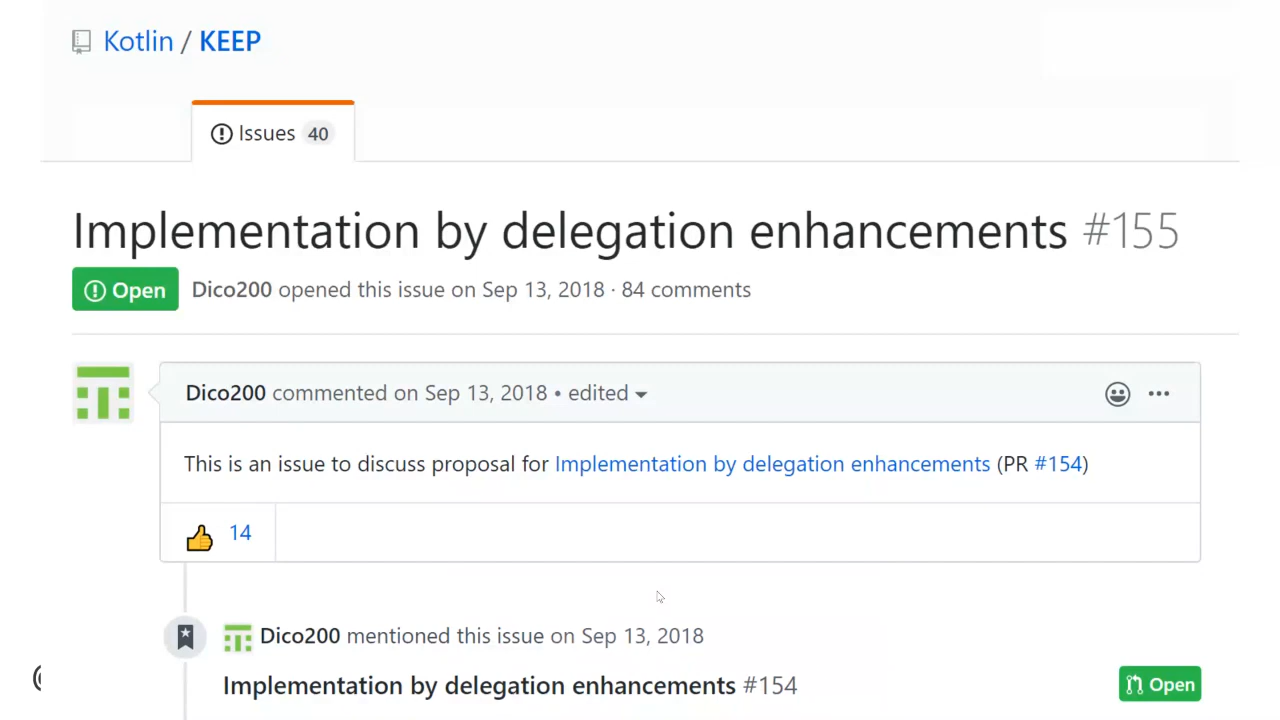 Kotlin / KEEP
Issues 40
Implementation by delegation enhancements #155
Open Dico200 opened this issue on Sep 13, 2018 · 84 comments
Dico200 commented on Sep 13, 2018 • edited
This is an issue to discuss proposal for Implementation by delegation enhancements (PR #154)
14
Dico200 mentioned this issue on Sep 13, 2018
Implementation by delegation enhancements #154 Open